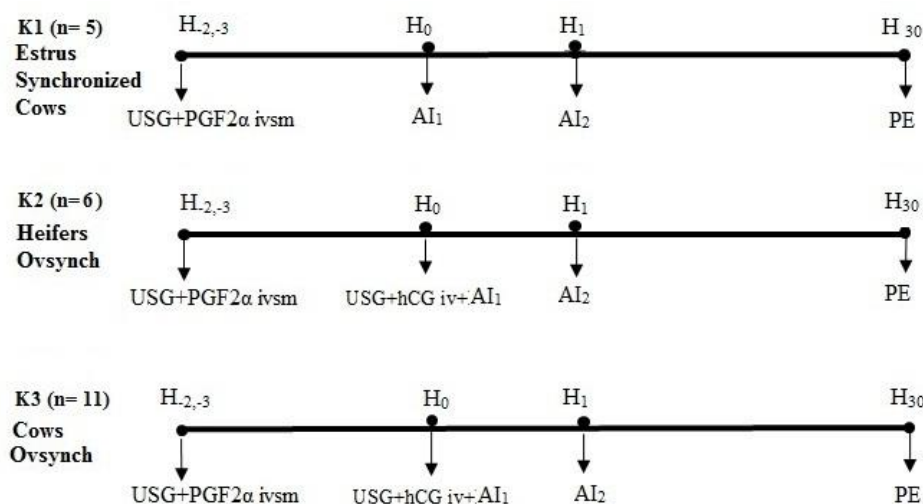 K1 (n= 5)
Estrus
Synchronized
Cows
H-2,-3
H0
H1
H 30
USG+PGF2α ivsm
AI1
AI2
PE
K2 (n=6)
Heifers
Ovsynch
H-2,-3
H0
H1
H30
USG+PGF2α ivsm
USG+hCG iv+AI1
AI2
PE
K3 (n= 11)
Cows
Ovsynch
H-2,-3
H0
H1
H30
USG+PGF2α ivsm
USG+hCG iv+AI1
AI2
PE